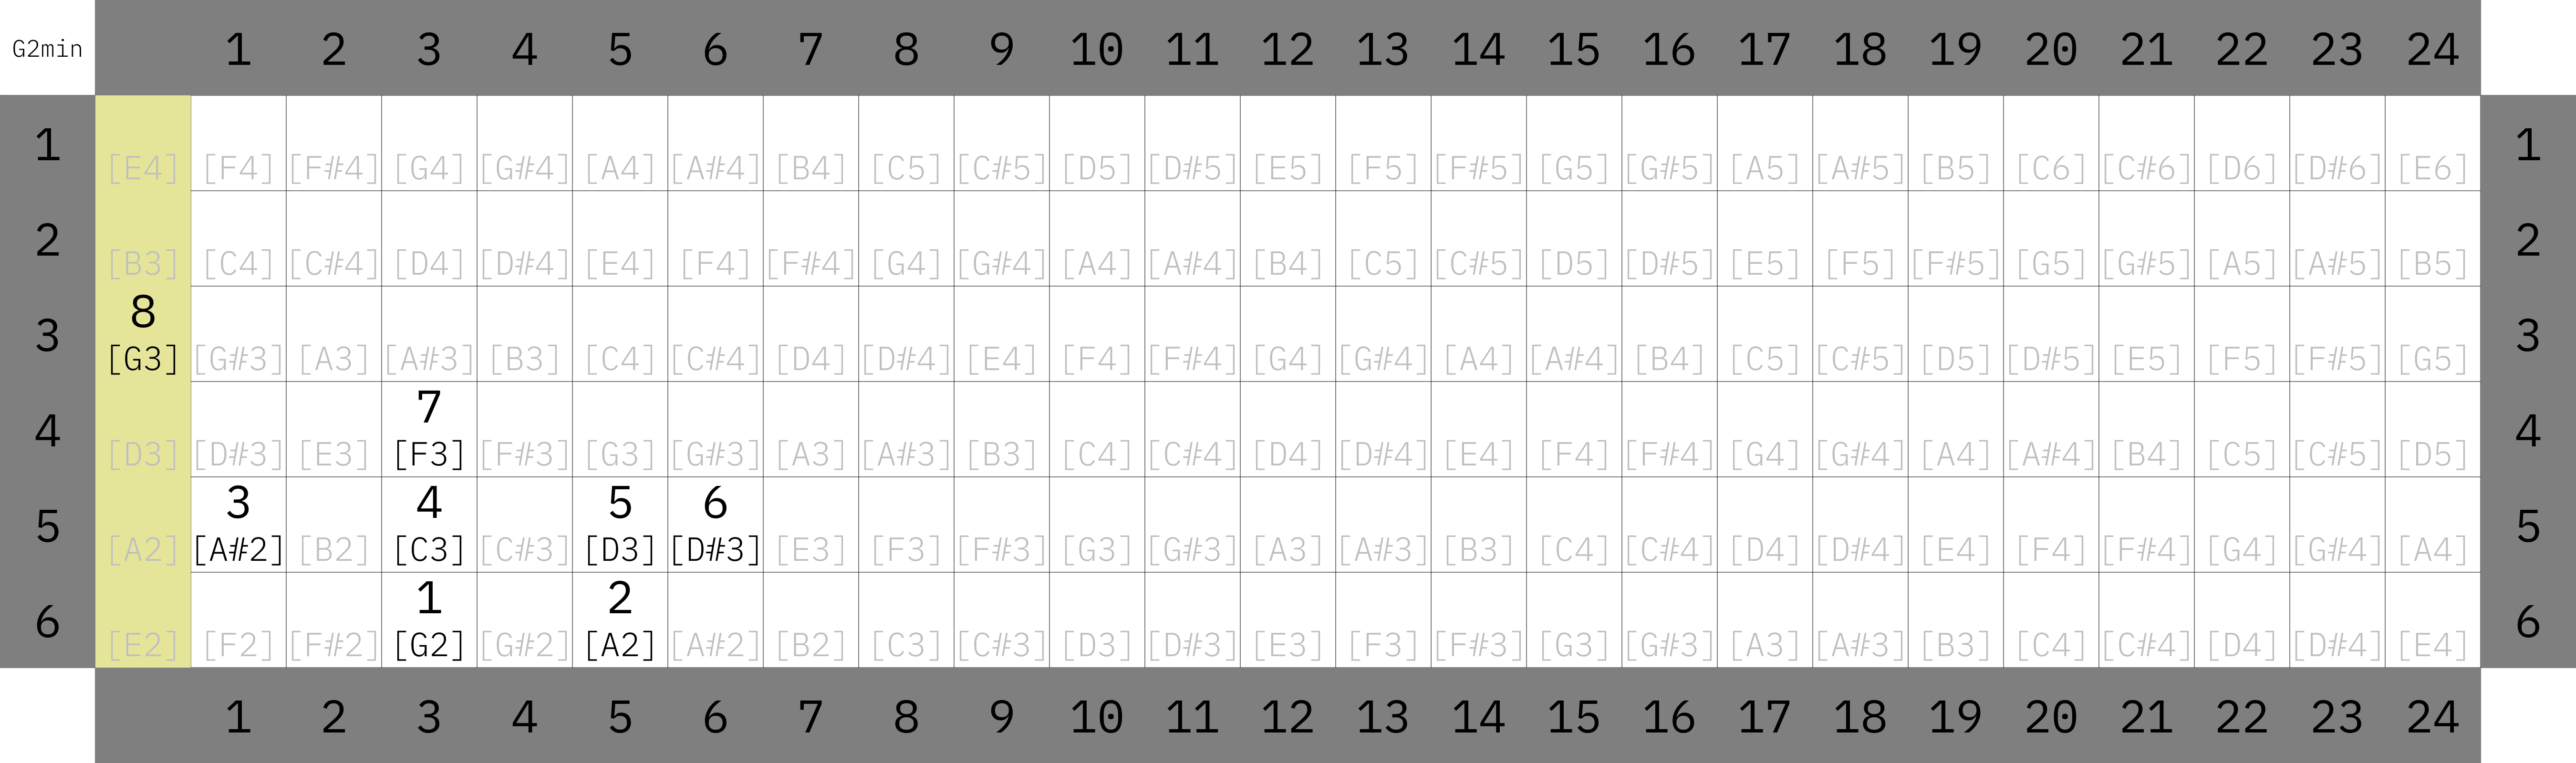 G2min 1 2 3 4 5 6 7 8 9 10 11 12 13 14 15 16 17 18 19 20 21 22 23 24
1 [E4] [F4] [F#4] [G4] [G#4] [A4] [A#4] [B4] [C5] [C#5] [D5] [D#5] [E5] [F5] [F#5] [G5] [G#5] [A5] [A#5] [B5] [C6] [C#6] [D6] [D#6] [E6] 1
2 [B3] [C4] [C#4] [D4] [D#4] [E4] [F4] [F#4] [G4] [G#4] [A4] [A#4] [B4] [C5] [C#5] [D5] [D#5] [E5] [F5] [F#5] [G5] [G#5] [A5] [A#5] [B5] 2
8
3 [G3] [G#3] [A3] [A#3] [B3] [C4] [C#4] [D4] [D#4] [E4] [F4] [F#4] [G4] [G#4] [A4] [A#4] [B4] [C5] [C#5] [D5] [D#5] [E5] [F5] [F#5] [G5] 3
7
4 [D3] [D#3] [E3] [F3] [F#3] [G3] [G#3] [A3] [A#3] [B3] [C4] [C#4] [D4] [D#4] [E4] [F4] [F#4] [G4] [G#4] [A4] [A#4] [B4] [C5] [C#5] [D5] 4
3 4 5 6
5 [A2] [A#2] [B2] [C3] [C#3] [D3] [D#3] [E3] [F3] [F#3] [G3] [G#3] [A3] [A#3] [B3] [C4] [C#4] [D4] [D#4] [E4] [F4] [F#4] [G4] [G#4] [A4] 5
1 2
6 [E2] [F2] [F#2] [G2] [G#2] [A2] [A#2] [B2] [C3] [C#3] [D3] [D#3] [E3] [F3] [F#3] [G3] [G#3] [A3] [A#3] [B3] [C4] [C#4] [D4] [D#4] [E4] 6
1 2 3 4 5 6 7 8 9 10 11 12 13 14 15 16 17 18 19 20 21 22 23 24